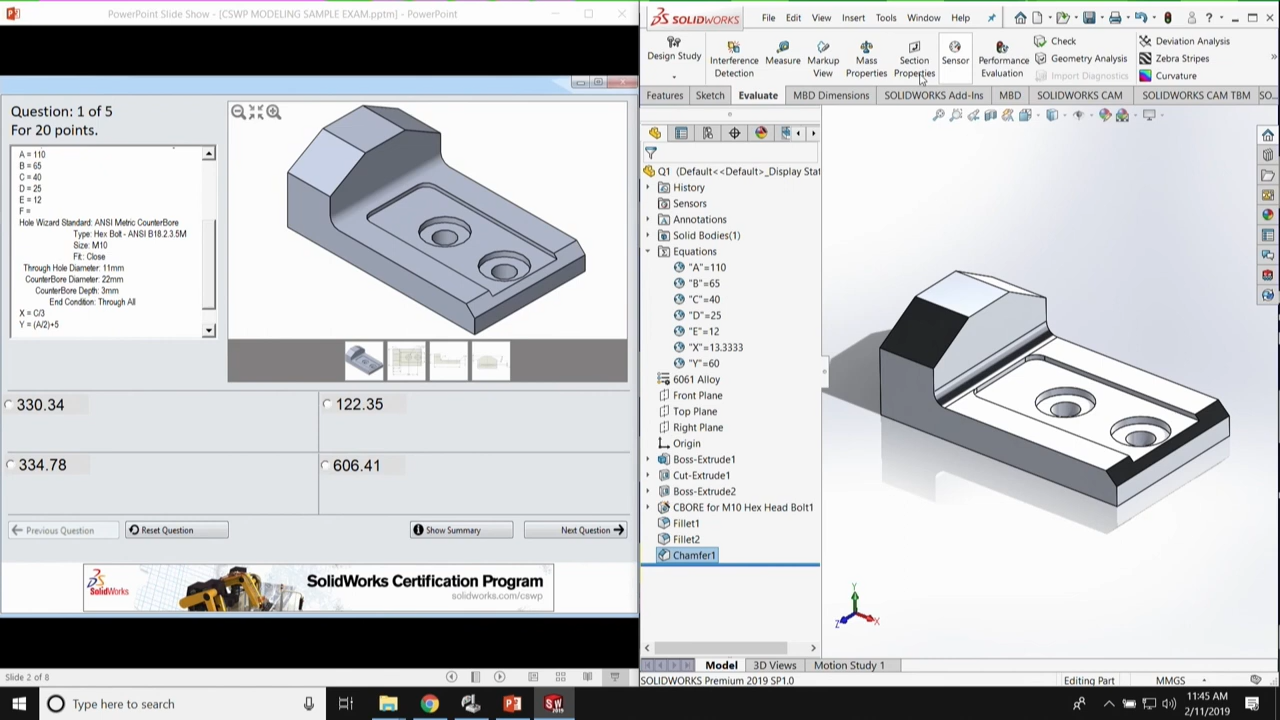 PowerPoint Slide Show - [CSWP MODELING SAMPLE EXAM.pptm] - PowerPoint
SOLIDWORKS
File Edit View Insert Tools Window Help
Design Study
Interference Detection
Measure
Markup View
Mass Properties
Section Properties
Sensor
Performance Evaluation
Check
Geometry Analysis
Import Diagnostics
Deviation Analysis
Zebra Stripes
Curvature
Features Sketch Evaluate MBD Dimensions SOLIDWORKS Add-Ins MBD SOLIDWORKS CAM SOLIDWORKS CAM TBM SO...
Question: 1 of 5
For 20 points.
A = 110
B = 65
C = 40
D = 25
E = 12
F =
Hole Wizard Standard: ANSI Metric CounterBore
Type: Hex Bolt - ANSI B18.2.3.5M
Size: M10
Fit: Close
Through Hole Diameter: 11mm
CounterBore Diameter: 22mm
CounterBore Depth: 3mm
End Condition: Through All
X = C/3
Y = (A/2)+5
330.34
122.35
334.78
606.41
Previous Question
Reset Question
Show Summary
Next Question
SolidWorks
SolidWorks Certification Program
solidworks.com/cswp
Slide 2 of 8
Q1 (Default<<Default>_Display Stat
History
Sensors
Annotations
Solid Bodies(1)
Equations
"A"=110
"B"=65
"C"=40
"D"=25
"E"=12
"X"=13.3333
"Y"=60
6061 Alloy
Front Plane
Top Plane
Right Plane
Origin
Boss-Extrude1
Cut-Extrude1
Boss-Extrude2
CBORE for M10 Hex Head Bolt1
Fillet1
Fillet2
Chamfer1
Y
Z
X
Model 3D Views Motion Study 1
SOLIDWORKS Premium 2019 SP1.0
Editing Part
MMGS
Type here to search
11:45 AM
2/11/2019